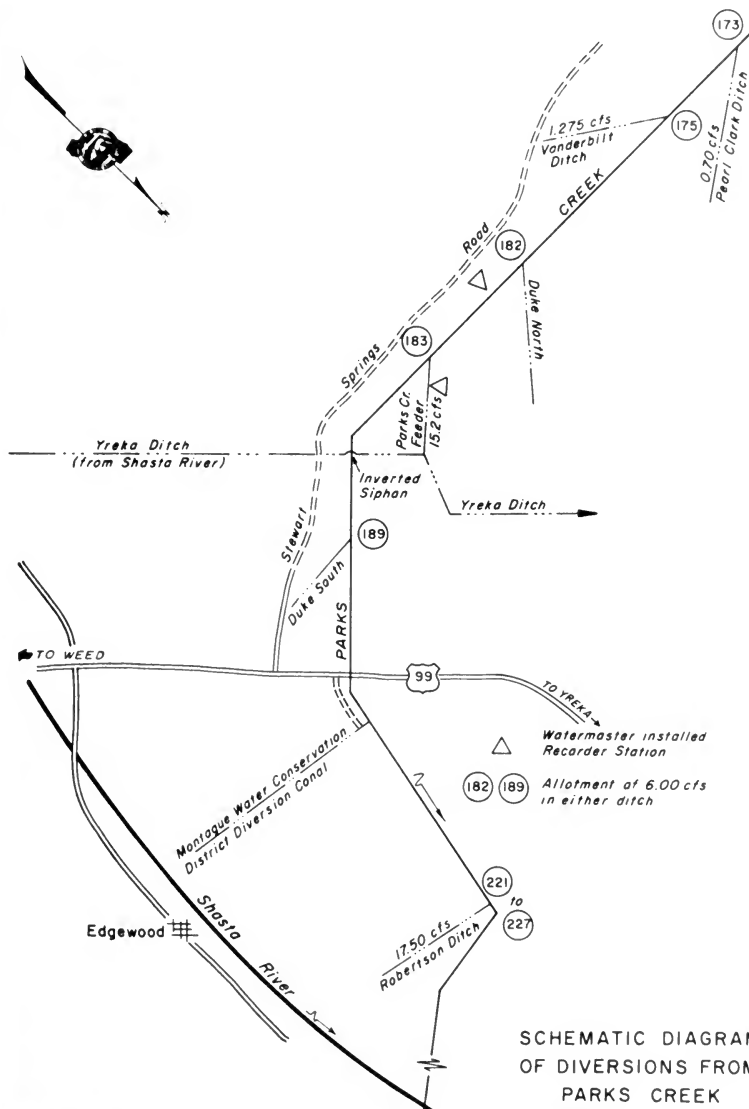 173
1.275 cfs
Vanderbilt
Ditch
175
0.70 cfs
Pearl Clark Ditch
CREEK
182
Road
Duke North
183
Springs
Parks Cr.
Feeder
15.2 cfs
Yreka Ditch
(from Shasta River)
Inverted
Siphan
Yreka Ditch
Stewart
189
Duke South
PARKS
TO WEED
99
TO YREKA
Watermaster installed
Recarder Station
182 189 Allotment af 6.00 cfs
in either ditch
Montague Water Conservation
District Diversion Canal
221
to
227
17.50 cfs
Robertson Ditch
Shasta
River
Edgewood
SCHEMATIC DIAGRAM
OF DIVERSIONS FROM
PARKS CREEK